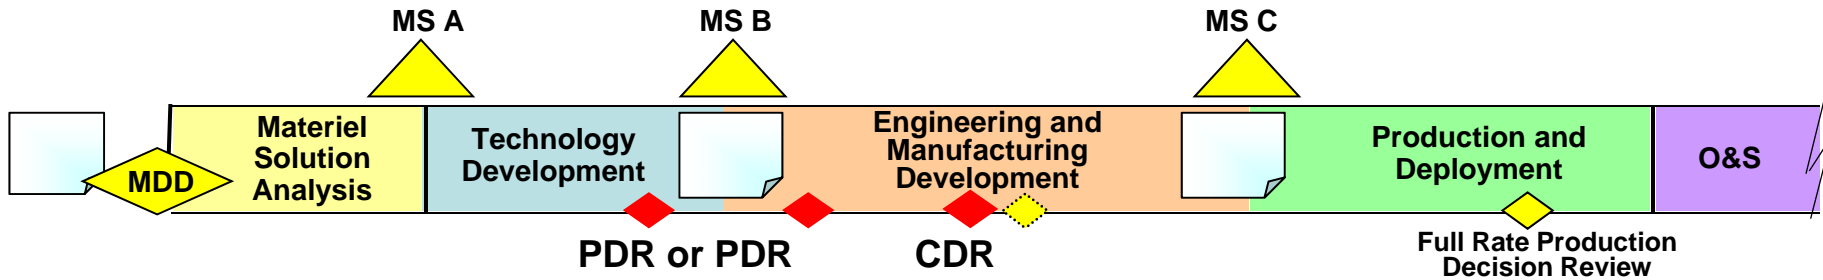 MS A
MS B
MS C
MDD
Materiel
Solution
Analysis
Technology
Development
Engineering and
Manufacturing
Development
Production and
Deployment
O&S
PDR or PDR
CDR
Full Rate Production
Decision Review